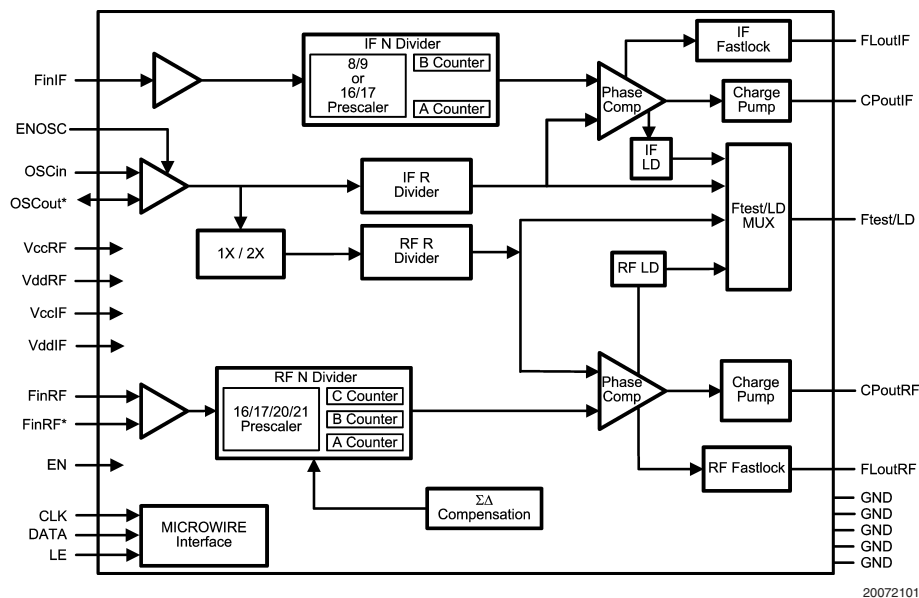 FinIF
ENOSC
OSCin
OSCout*
VccRF
VddRF
VccIF
VddIF
FinRF
FinRF*
EN
CLK
DATA
LE
IF N Divider
8/9
or
16/17
Prescaler
B Counter
A Counter
Phase
Comp
IF
Fastlock
FLoutIF
Charge
Pump
CPoutIF
IF
LD
IF R
Divider
Ftest/LD
MUX
Ftest/LD
1X / 2X
RF R
Divider
RF LD
RF N Divider
16/17/20/21
Prescaler
C Counter
B Counter
A Counter
Phase
Comp
Charge
Pump
CPoutRF
RF Fastlock
FLoutRF
ΣΔ
Compensation
MICROWIRE
Interface
GND
GND
GND
GND
GND
20072101